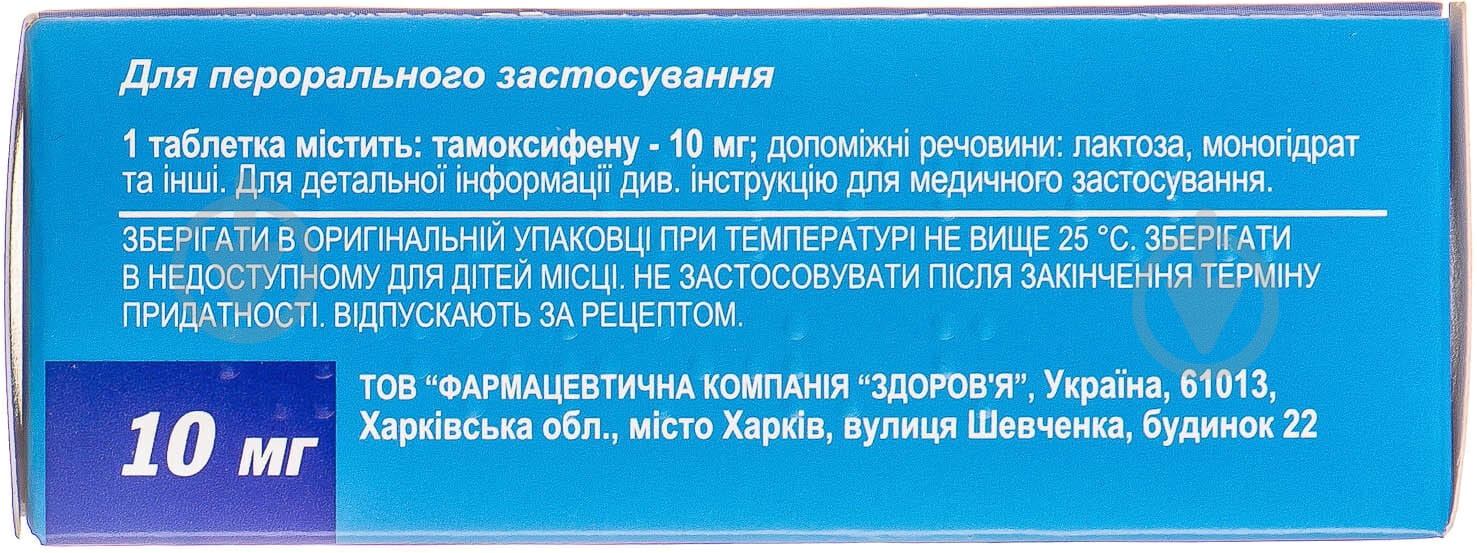 Для перорального застосування
1 таблетка містить: тамоксифену - 10 мг; допоміжні речовини: лактоза, моногідрат
та інші. Для детальної інформації див. інструкцію для медичного застосування.
ЗБЕРІГАТИ В ОРИГІНАЛЬНІЙ УПАКОВЦІ ПРИ ТЕМПЕРАТУРІ НЕ ВИЩЕ 25 °С. ЗБЕРІГАТИ
В НЕДОСТУПНОМУ ДЛЯ ДІТЕЙ МІСЦІ. НЕ ЗАСТОСОВУВАТИ ПІСЛЯ ЗАКІНЧЕННЯ ТЕРМІНУ
ПРИДАТНОСТІ. ВІДПУСКАЮТЬ ЗА РЕЦЕПТОМ.
ТОВ “ФАРМАЦЕВТИЧНА КОМПАНІЯ “ЗДОРОВ'Я”, Україна, 61013,
Харківська обл., місто Харків, вулиця Шевченка, будинок 22
10 мг